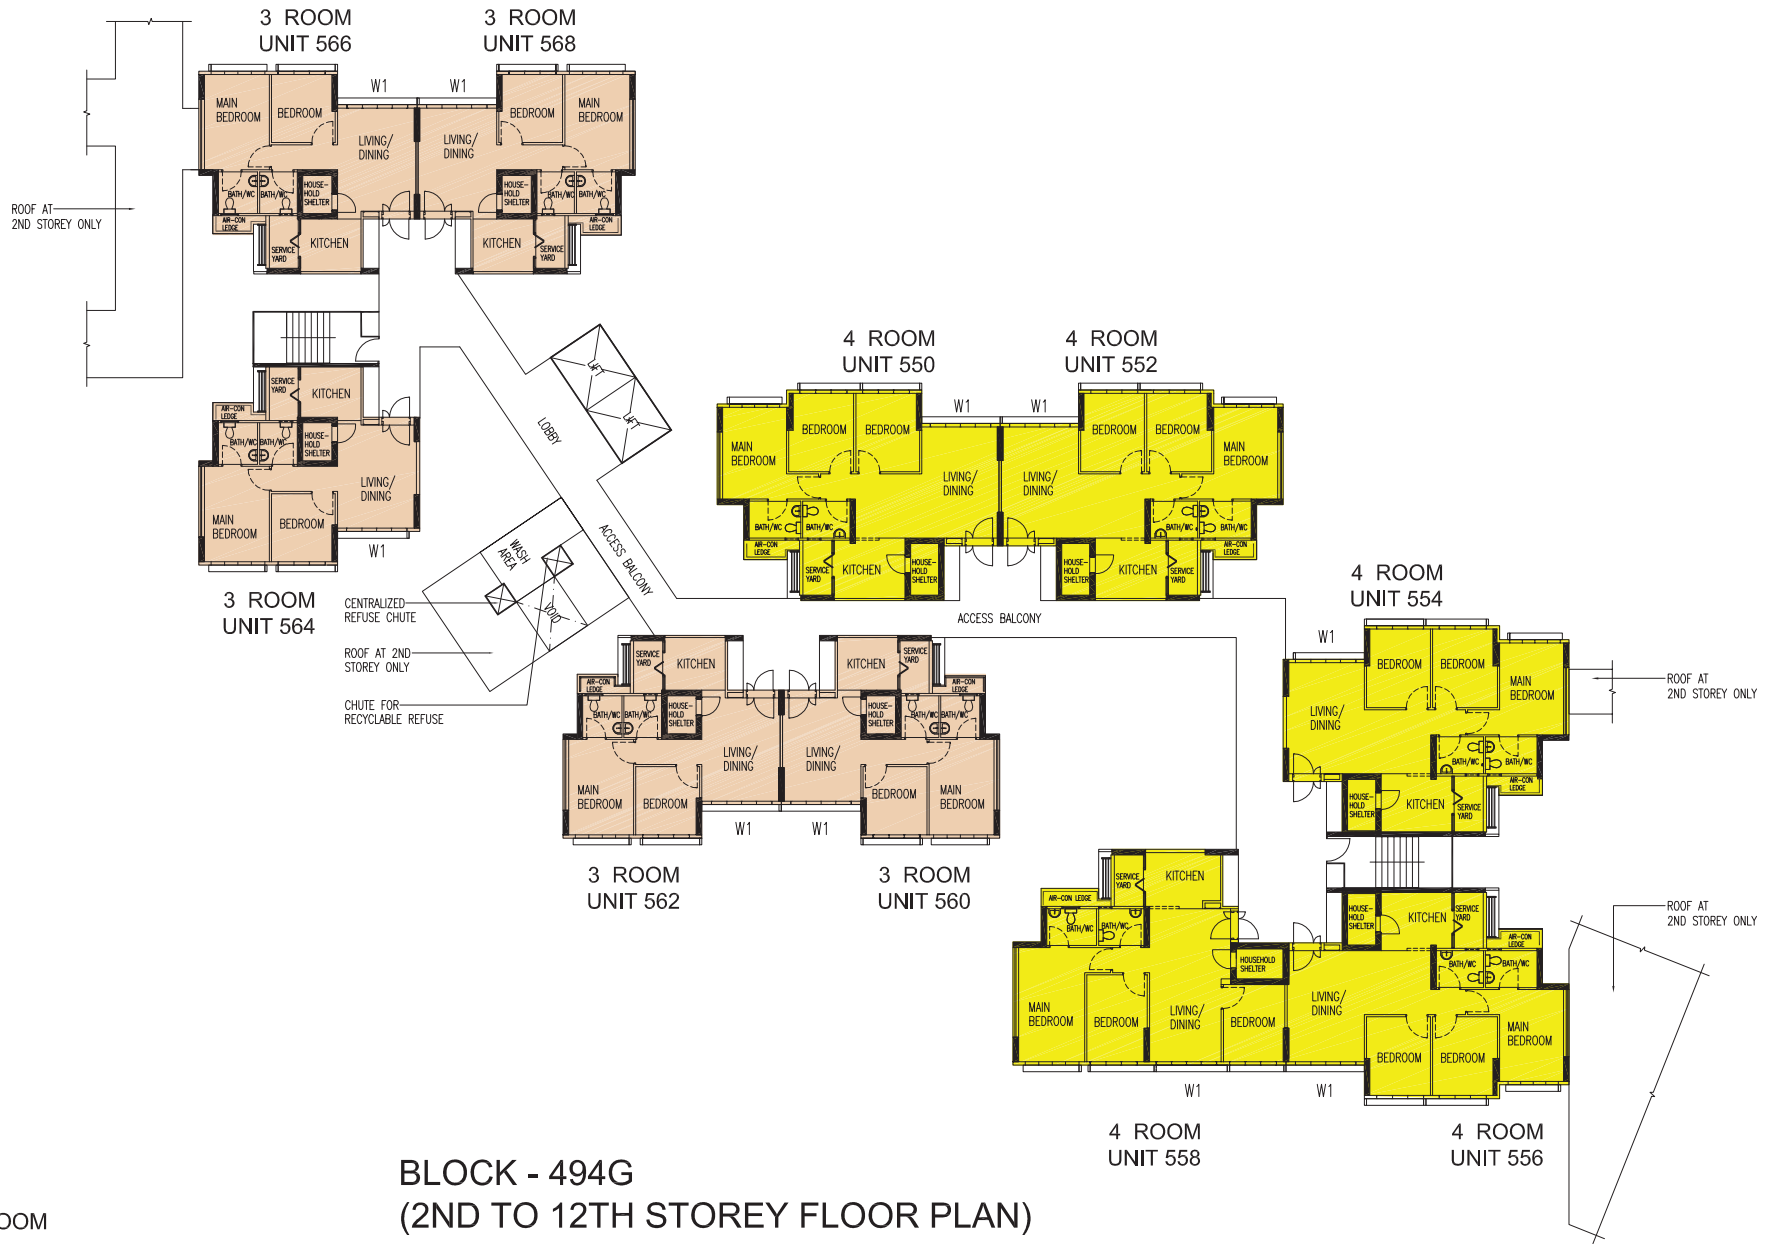 3 ROOM
UNIT 566
3 ROOM
UNIT 568
W1
W1
MAIN
BEDROOM
BEDROOM
LIVING/
DINING
LIVING/
DINING
BEDROOM
MAIN
BEDROOM
BATH/WC
BATH/WC
HOUSE-
HOLD
SHELTER
HOUSE-
HOLD
SHELTER
BATH/WC
BATH/WC
AIR-CON
LEDGE
SERVICE
YARD
KITCHEN
KITCHEN
SERVICE
YARD
AIR-CON
LEDGE
ROOF AT
2ND STOREY ONLY
LIFT
LIFT
LOBBY
SERVICE
YARD
KITCHEN
AIR-CON
LEDGE
BATH/WC
BATH/WC
HOUSE-
HOLD
SHELTER
LIVING/
DINING
MAIN
BEDROOM
BEDROOM
W1
3 ROOM
UNIT 564
WASH
AREA
VOID
ACCESS BALCONY
CENTRALIZED
REFUSE CHUTE
ROOF AT 2ND
STOREY ONLY
CHUTE FOR
RECYCLABLE REFUSE
4 ROOM
UNIT 550
4 ROOM
UNIT 552
W1
W1
MAIN
BEDROOM
BEDROOM
BEDROOM
LIVING/
DINING
LIVING/
DINING
BEDROOM
BEDROOM
MAIN
BEDROOM
BATH/WC
BATH/WC
BATH/WC
BATH/WC
AIR-CON
LEDGE
SERVICE
YARD
KITCHEN
HOUSE-
HOLD
SHELTER
HOUSE-
HOLD
SHELTER
KITCHEN
SERVICE
YARD
AIR-CON
LEDGE
ACCESS BALCONY
4 ROOM
UNIT 554
W1
BEDROOM
BEDROOM
MAIN
BEDROOM
LIVING/
DINING
BATH/WC
BATH/WC
AIR-CON
LEDGE
HOUSE-
HOLD
SHELTER
KITCHEN
SERVICE
YARD
ROOF AT
2ND STOREY ONLY
SERVICE
YARD
KITCHEN
KITCHEN
SERVICE
YARD
AIR-CON
LEDGE
AIR-CON
LEDGE
BATH/WC
BATH/WC
HOUSE-
HOLD
SHELTER
HOUSE-
HOLD
SHELTER
BATH/WC
BATH/WC
LIVING/
DINING
LIVING/
DINING
MAIN
BEDROOM
BEDROOM
BEDROOM
MAIN
BEDROOM
W1
W1
3 ROOM
UNIT 562
3 ROOM
UNIT 560
SERVICE
YARD
KITCHEN
AIR-CON LEDGE
BATH/WC
BATH/WC
HOUSEHOLD
SHELTER
MAIN
BEDROOM
BEDROOM
LIVING/
DINING
BEDROOM
W1
4 ROOM
UNIT 558
HOUSE-
HOLD
SHELTER
KITCHEN
SERVICE
YARD
AIR-CON
LEDGE
BATH/WC
BATH/WC
LIVING/
DINING
BEDROOM
BEDROOM
MAIN
BEDROOM
W1
4 ROOM
UNIT 556
ROOF AT
2ND STOREY ONLY
BLOCK - 494G
(2ND TO 12TH STOREY FLOOR PLAN)
OOM